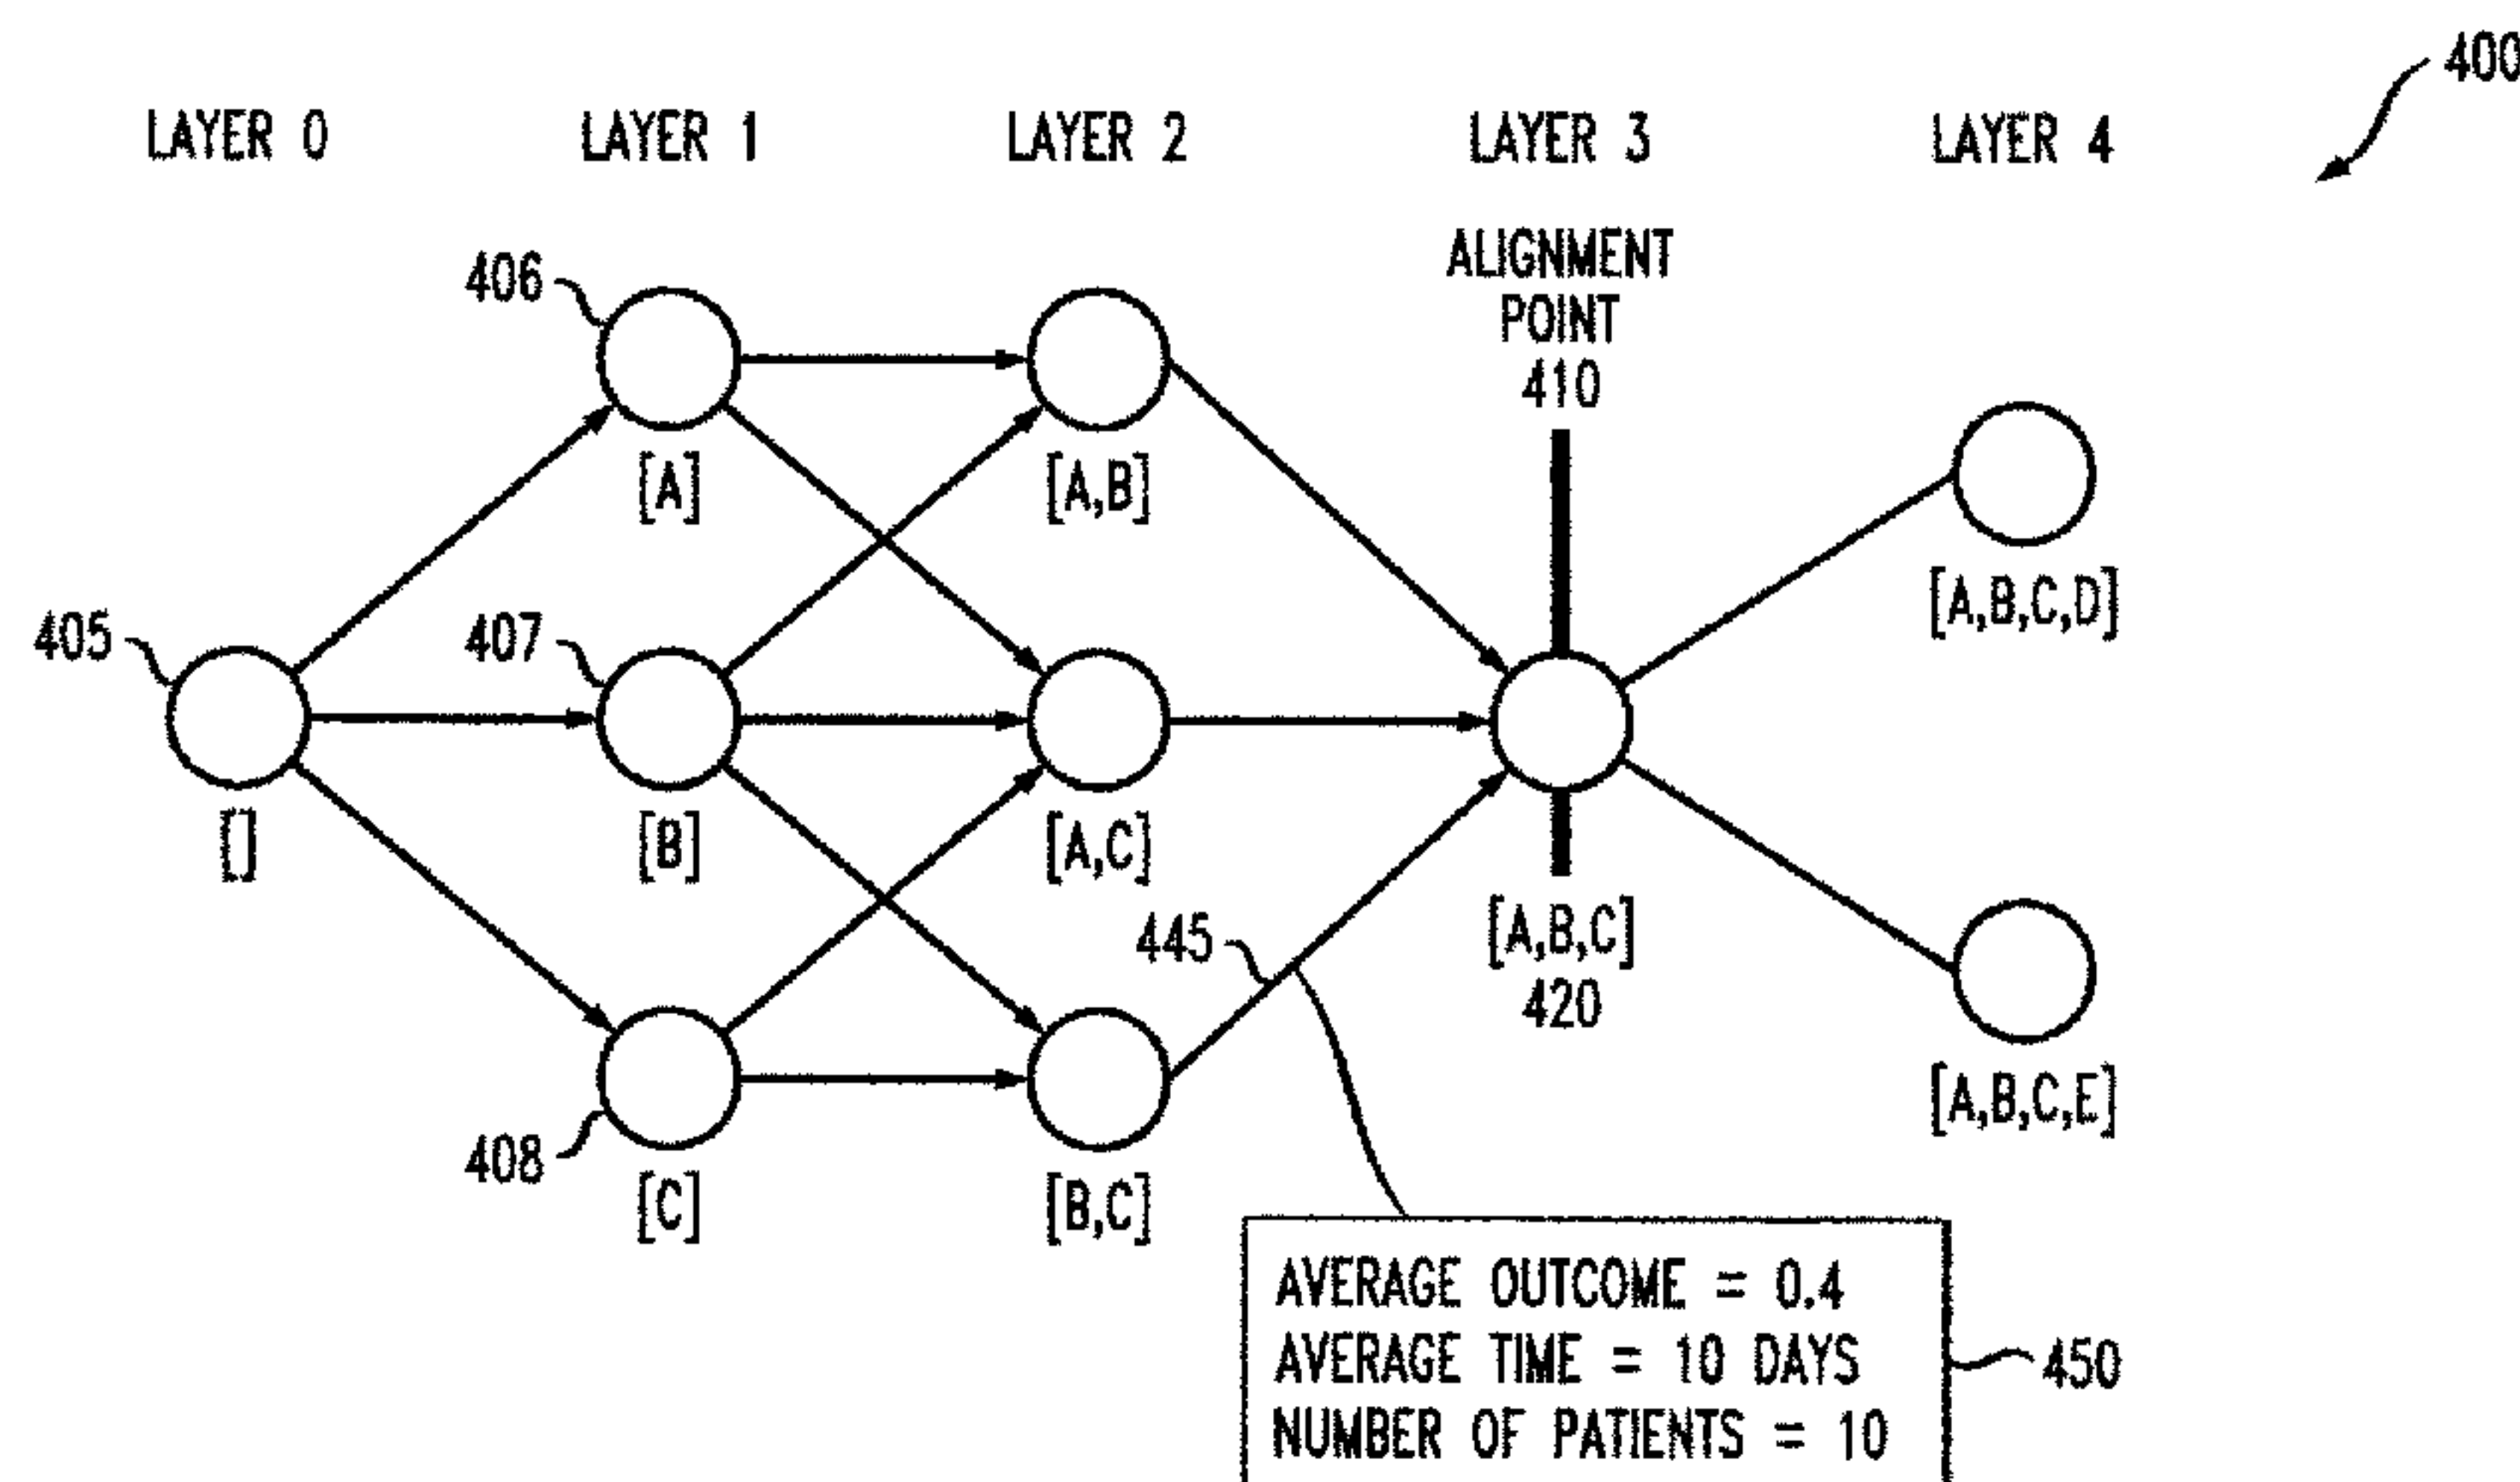 400
LAYER 0
LAYER 1
LAYER 2
LAYER 3
LAYER 4
ALIGNMENT
POINT
410
406
[A]
[A,B]
[A,B,C,D]
405
407
[]
[B]
[A,C]
445
[A,B,C]
420
408
[C]
[B,C]
[A,B,C,E]
AVERAGE OUTCOME = 0.4
AVERAGE TIME = 10 DAYS
NUMBER OF PATIENTS = 10
450